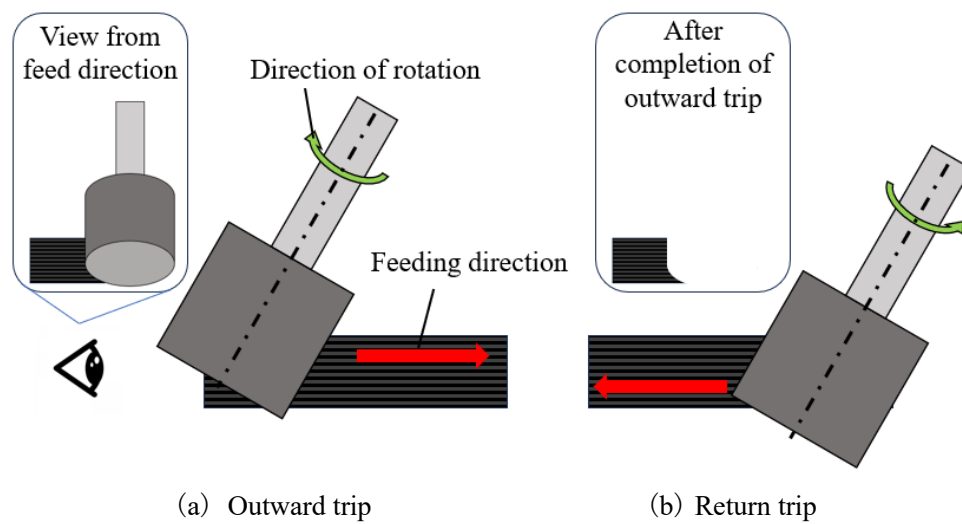 View from
feed direction
Direction of rotation
Feeding direction
After
completion of
outward trip
(a) Outward trip
(b) Return trip